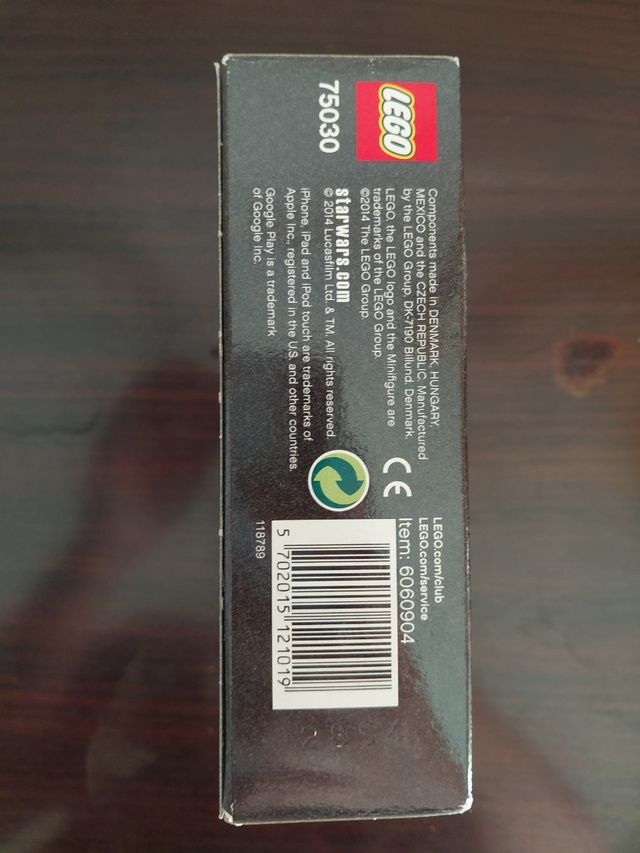 LEGO
75030
Components made in DENMARK, HUNGARY,
MEXICO and the CZECH REPUBLIC. Manufactured
by the LEGO Group, DK-7190 Billund, Denmark.
LEGO, the LEGO logo and the Minifigure are
trademarks of the LEGO Group.
©2014 The LEGO Group.
starwars.com
© 2014 Lucasfilm Ltd. & TM. All rights reserved.
iPhone, iPad and iPod touch are trademarks of
Apple Inc., registered in the U.S. and other countries.
Google Play is a trademark
of Google Inc.
CE
LEGO.com/club
LEGO.com/service
Item: 6060904
5 702015 121019
118789